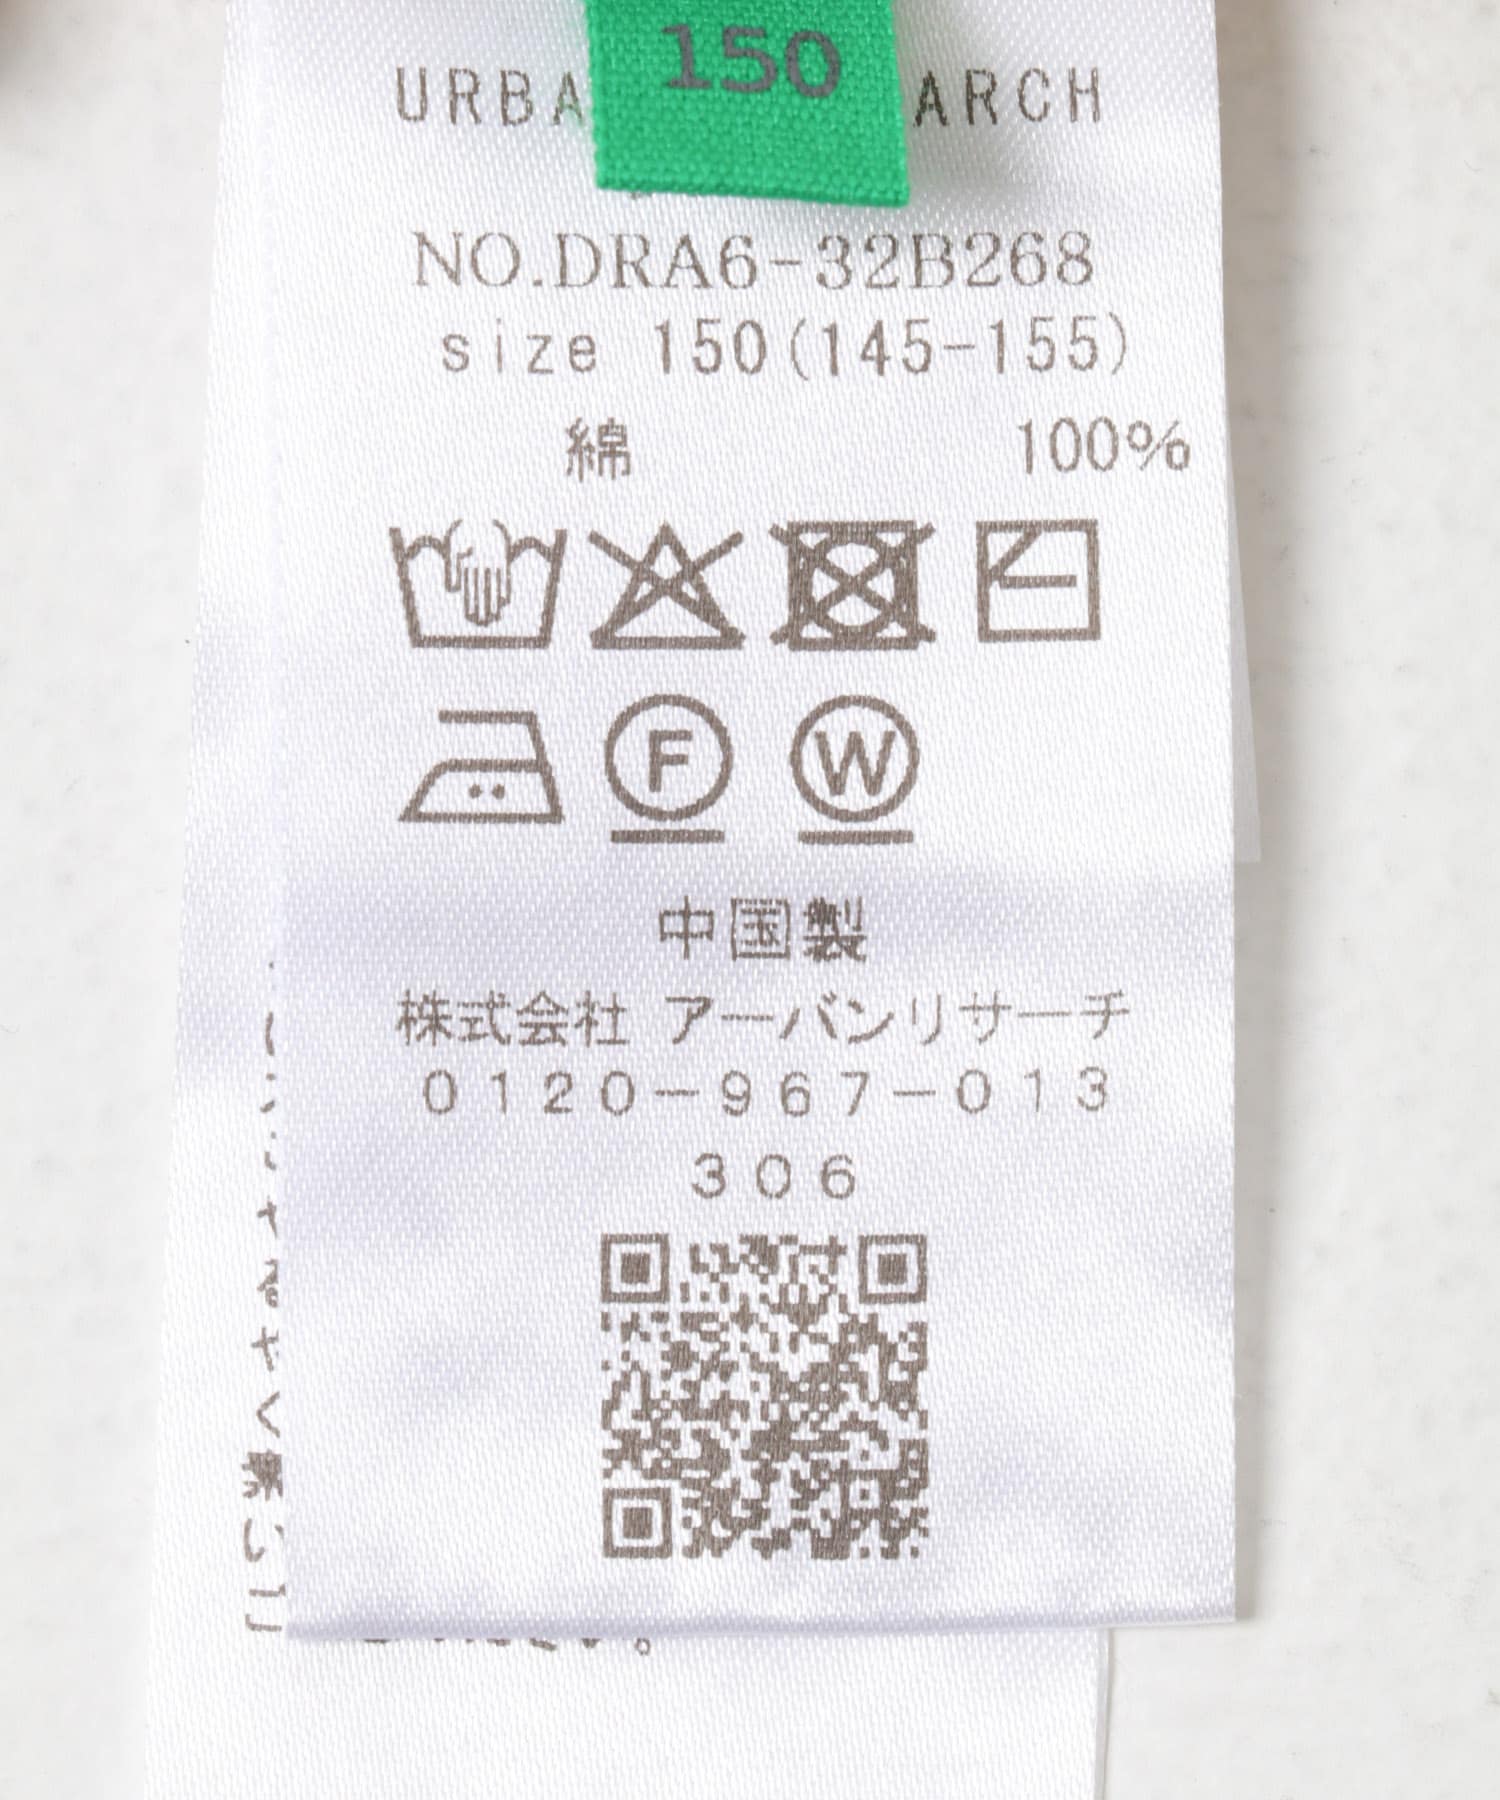 150
URBA ARCH
NO.DRA6-32B268
size 150(145-155)
綿 100%
F W
中国製
株式会社 アーバンリサーチ
0120-967-013
306